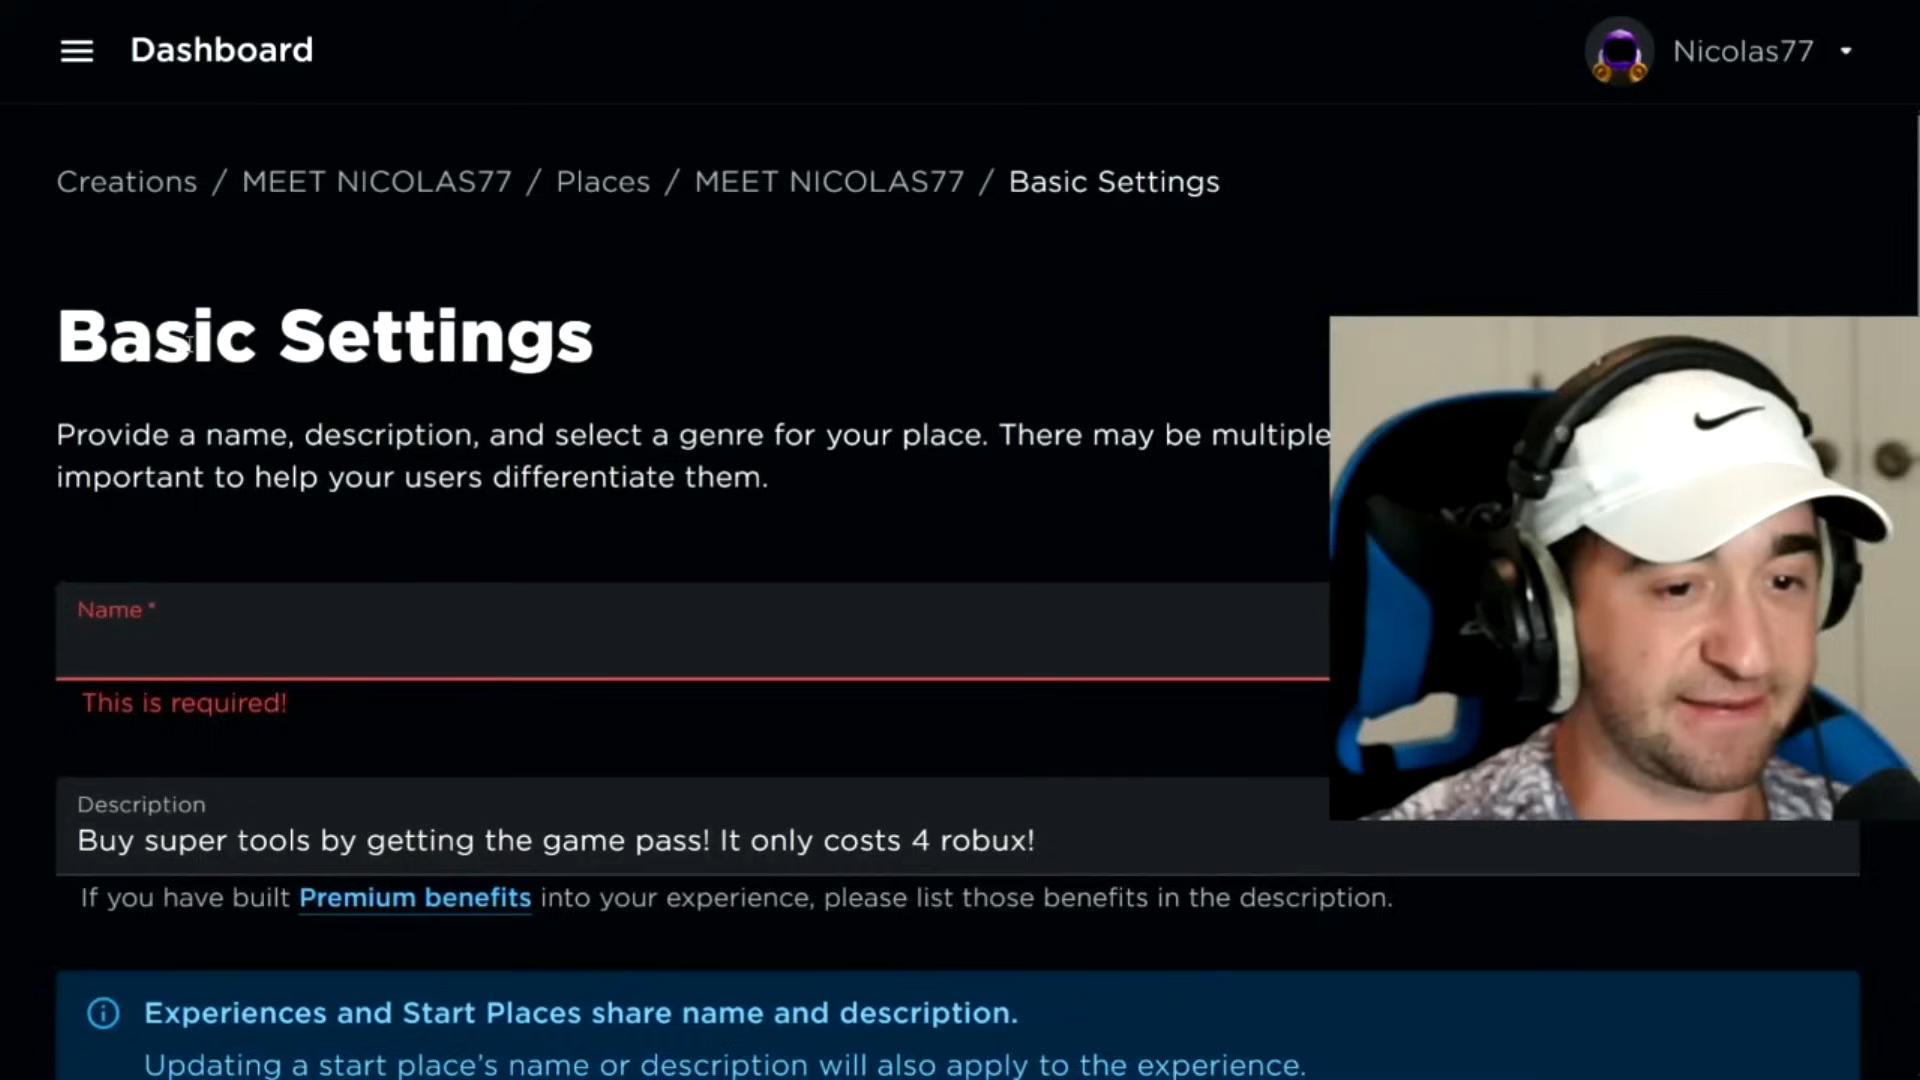 Dashboard
Nicolas77
Creations / MEET NICOLAS77 / Places / MEET NICOLAS77 / Basic Settings
Basic Settings
Provide a name, description, and select a genre for your place. There may be multiple
important to help your users differentiate them.
Name *
This is required!
Description
Buy super tools by getting the game pass! It only costs 4 robux!
If you have built Premium benefits into your experience, please list those benefits in the description.
Experiences and Start Places share name and description.
Updating a start place's name or description will also apply to the experience.